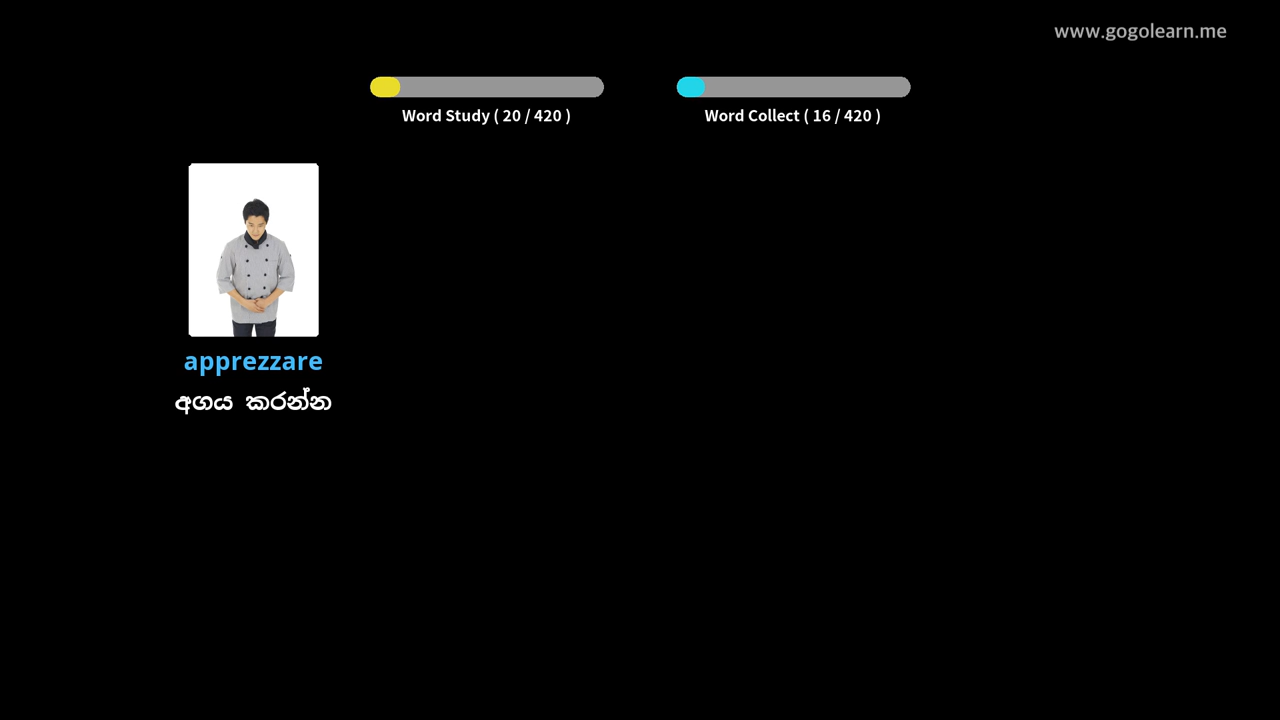 www.gogolearn.me
Word Study ( 20 / 420 )
Word Collect ( 16 / 420 )
apprezzare
අගය කරන්න